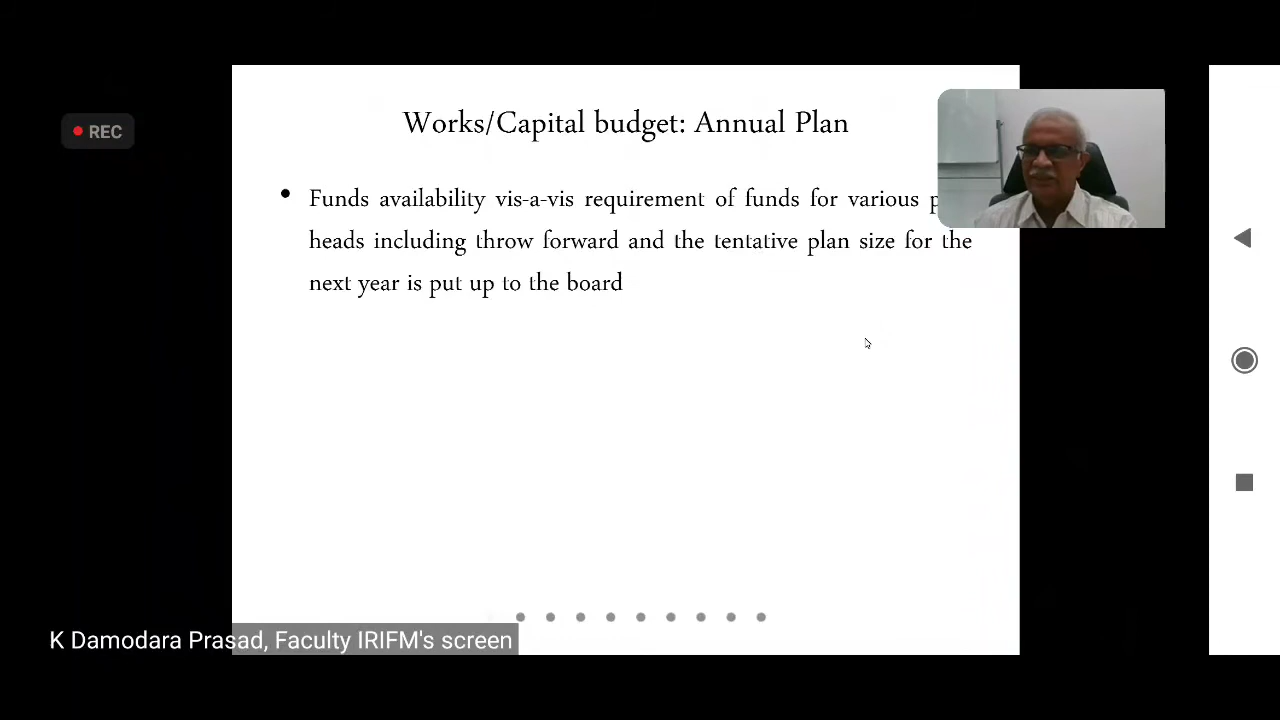 Works/Capital budget: Annual Plan
REC
• Funds availability vis-a-vis requirement of funds for various
heads including throw forward and the tentative plan size for the
next year is put up to the board
K Damodara Prasad, Faculty IRIFM's screen